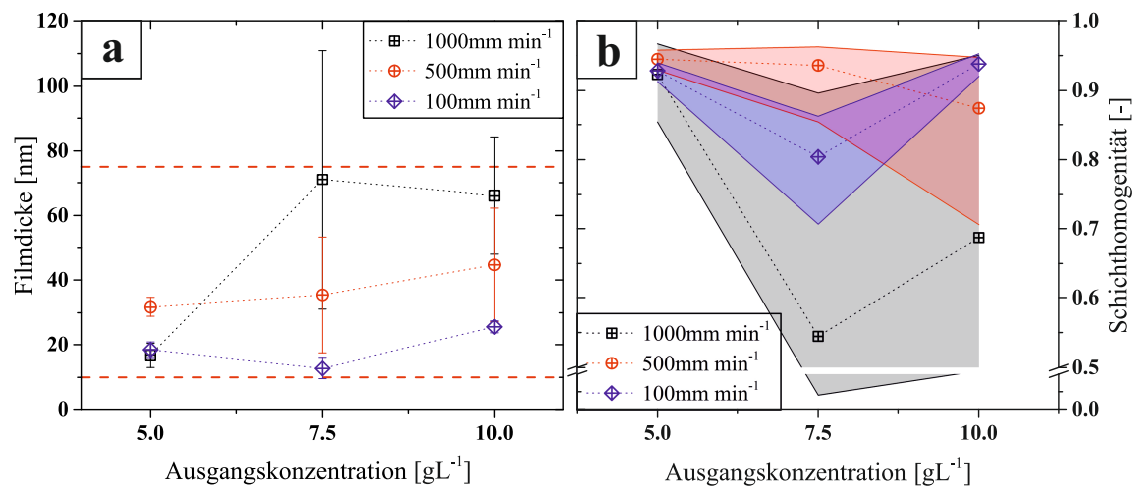 a
1000mm min⁻¹
500mm min⁻¹
100mm min⁻¹
120
100
80
60
40
20
0
Filmdicke [nm]
5.0 7.5 10.0
Ausgangskonzentration [gL⁻¹]
b
1000mm min⁻¹
500mm min⁻¹
100mm min⁻¹
1.0
0.9
0.8
0.7
0.6
0.5
0.0
Schichthomogenität [-]
5.0 7.5 10.0
Ausgangskonzentration [gL⁻¹]